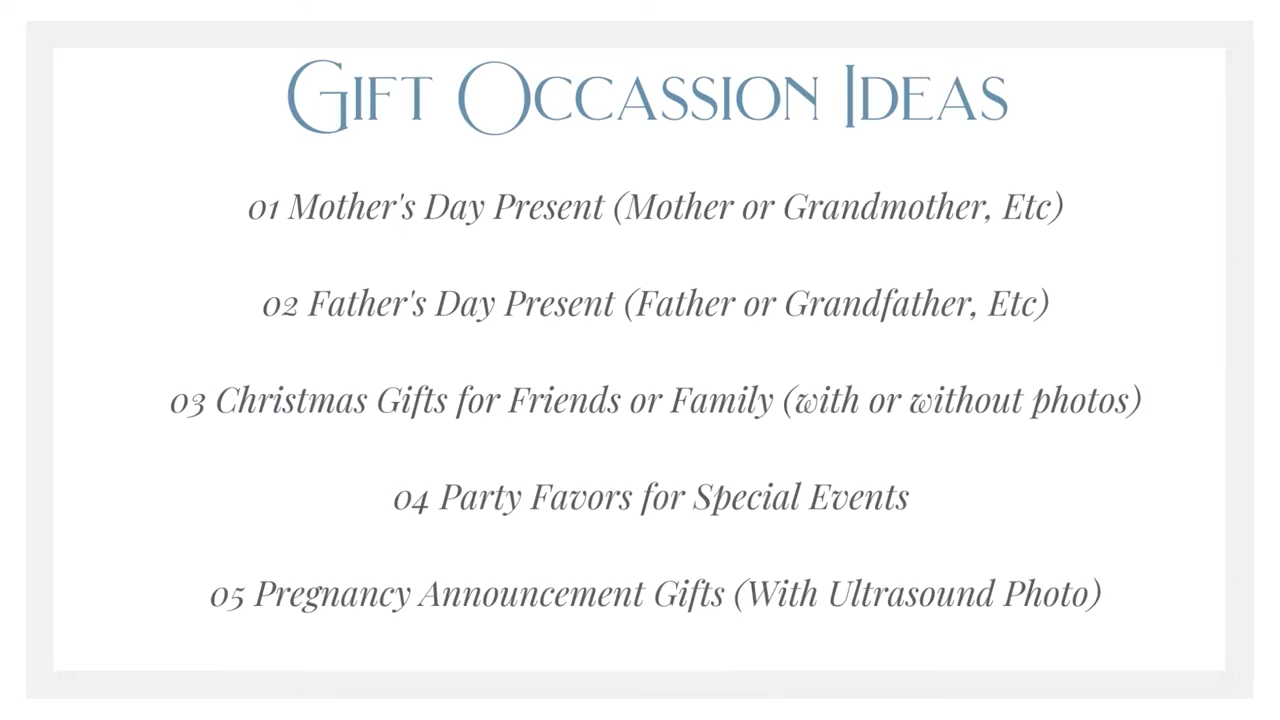 Gift Occassion Ideas
01 Mother's Day Present (Mother or Grandmother, Etc)
02 Father's Day Present (Father or Grandfather, Etc)
03 Christmas Gifts for Friends or Family (with or without photos)
04 Party Favors for Special Events
05 Pregnancy Announcement Gifts (With Ultrasound Photo)